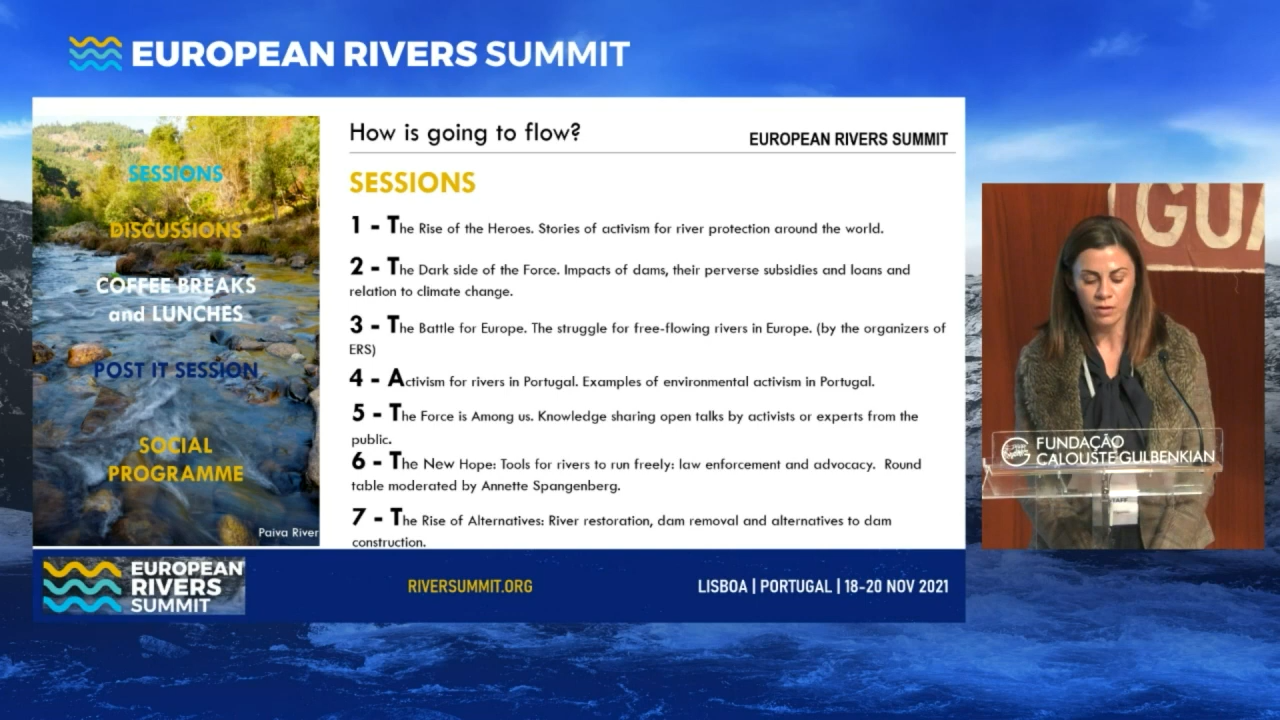 EUROPEAN RIVERS SUMMIT
SESSIONS
DISCUSSIONS
COFFEE BREAKS
and LUNCHES
POST IT SESSION
SOCIAL
PROGRAMME
Paiva River
How is going to flow?
EUROPEAN RIVERS SUMMIT
SESSIONS
1 - The Rise of the Heroes. Stories of activism for river protection around the world.
2 - The Dark side of the Force. Impacts of dams, their perverse subsidies and loans and
relation to climate change.
3 - The Battle for Europe. The struggle for free-flowing rivers in Europe. (by the organizers of
ERS)
4 - Activism for rivers in Portugal. Examples of environmental activism in Portugal.
5 - The Force is Among us. Knowledge sharing open talks by activists or experts from the
public.
6 - The New Hope: Tools for rivers to run freely: law enforcement and advocacy. Round
table moderated by Annette Spangenberg.
7 - The Rise of Alternatives: River restoration, dam removal and alternatives to dam
construction.
EUROPEAN
RIVERS
SUMMIT
RIVERSUMMIT.ORG
LISBOA | PORTUGAL | 18-20 NOV 2021
GUA
FUNDAÇÃO
CALOUSTE GULBENKIAN
STAFF